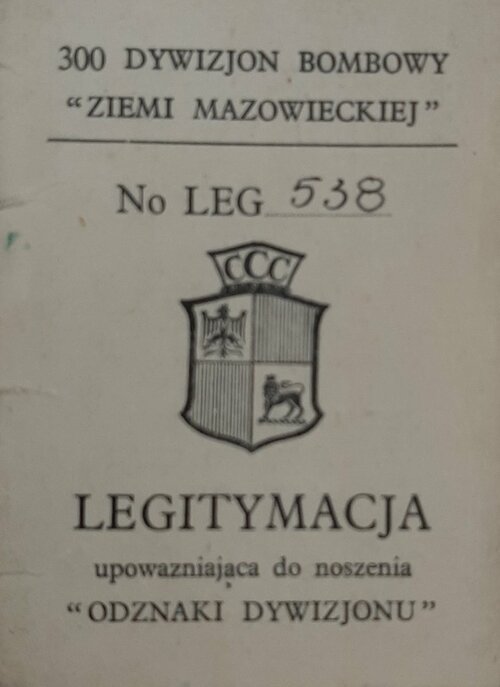 300 DYWIZJON BOMBOWY
“ZIEMI MAZOWIECKIEJ”
No LEG 538
CCC
LEGITYMACJA
upowazniająca do noszenia
“ODZNAKI DYWIZJONU”